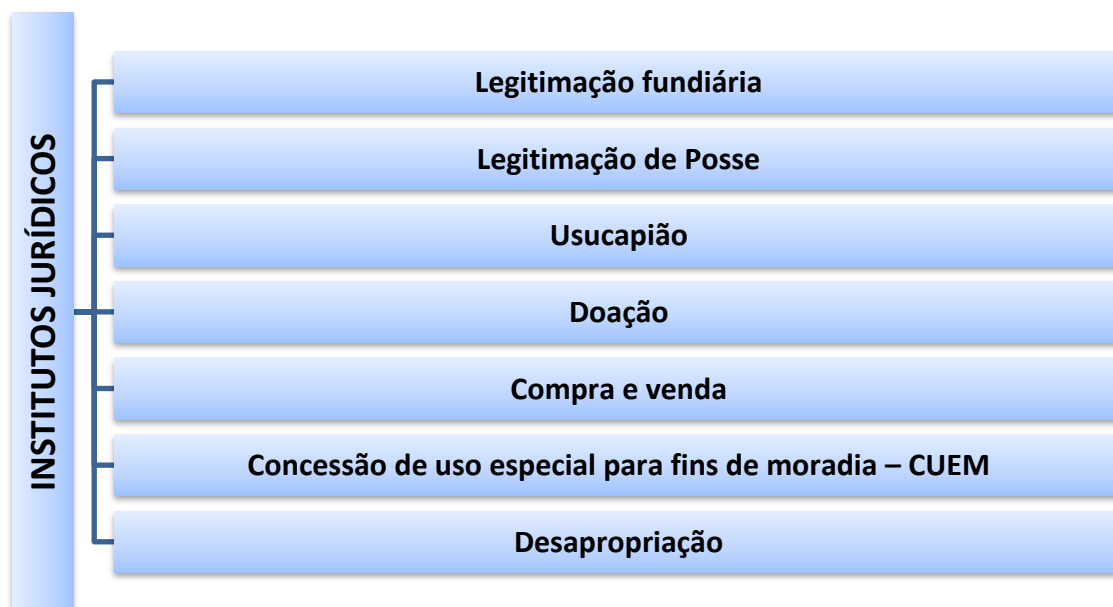 INSTITUTOS JURÍDICOS
Legitimação fundiária
Legitimação de Posse
Usucapião
Doação
Compra e venda
Concessão de uso especial para fins de moradia – CUEM
Desapropriação